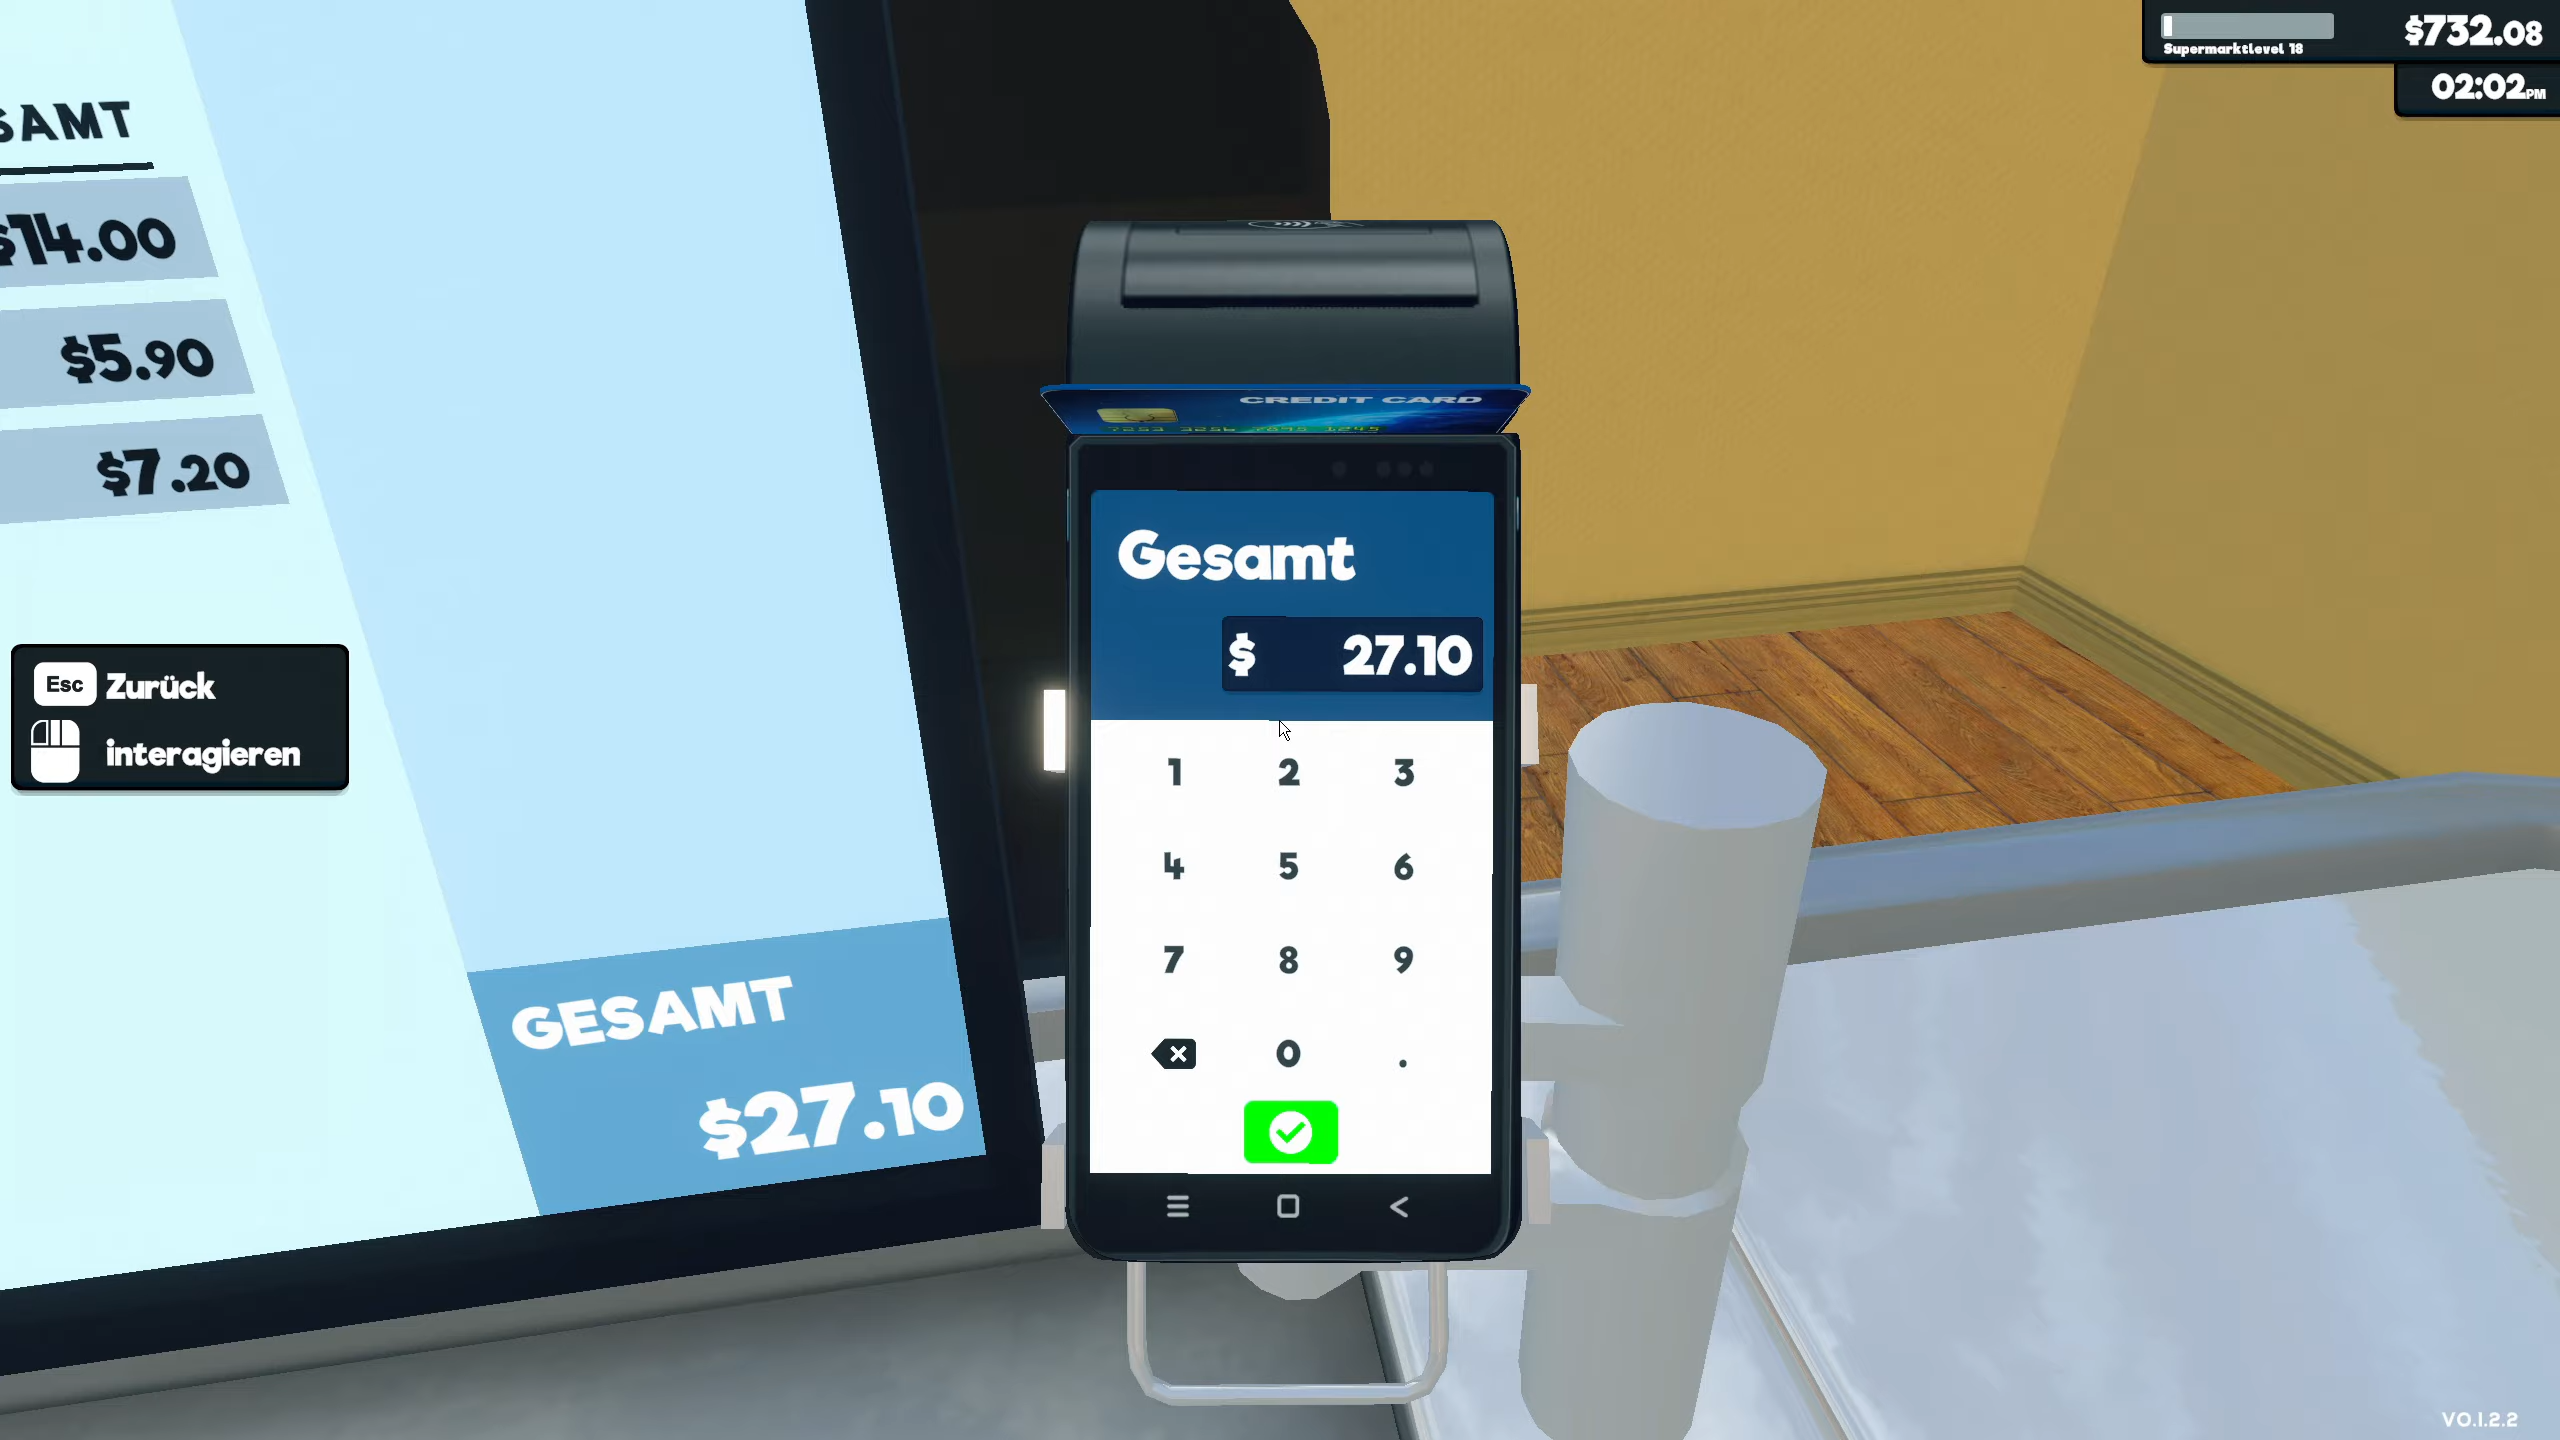 $14.00
$5.90
$7.20
GESAMT
$27.10
Esc Zurück
interagieren
CREDIT CARD
Gesamt
$ 27.10
1 2 3
4 5 6
7 8 9
0 .
Supermarktlevel 18
$732.08
02:02PM
V0.1.2.2